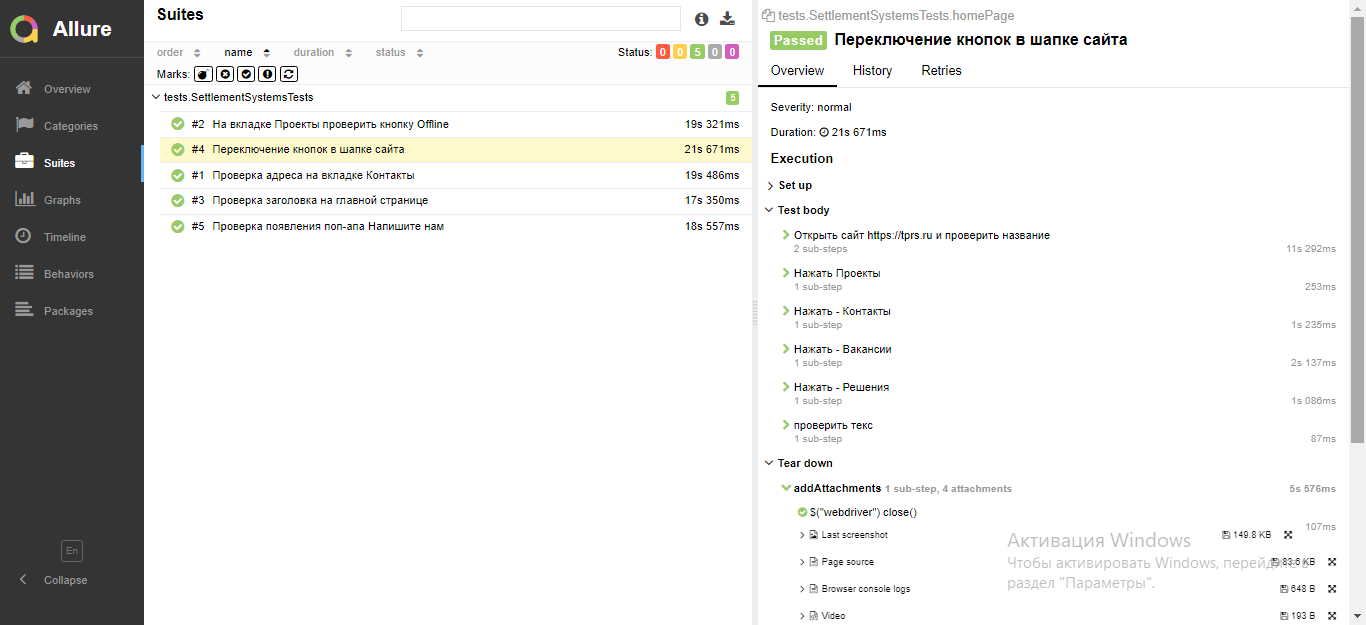 Allure
Overview
Categories
Suites
Graphs
Timeline
Behaviors
Packages
En
Collapse
Suites
order name duration status Status: 0 0 5 0 0
Marks:
tests.SettlementSystemsTests 5
#2 На вкладке Проекты проверить кнопку Offline 19s 321ms
#4 Переключение кнопок в шапке сайта 21s 671ms
#1 Проверка адреса на вкладке Контакты 19s 486ms
#3 Проверка заголовка на главной странице 17s 350ms
#5 Проверка появления поп-апа Напишите нам 18s 557ms
tests.SettlementSystemsTests.homePage
Passed Переключение кнопок в шапке сайта
Overview History Retries
Severity: normal
Duration: 21s 671ms
Execution
Set up
Test body
Открыть сайт https://tprs.ru и проверить название
2 sub-steps 11s 292ms
Нажать Проекты
1 sub-step 253ms
Нажать - Контакты
1 sub-step 1s 235ms
Нажать - Вакансии
1 sub-step 2s 137ms
Нажать - Решения
1 sub-step 1s 086ms
проверить текс
1 sub-step 87ms
Tear down
addAttachments 1 sub-step, 4 attachments 5s 576ms
$("webdriver") close()
107ms
Last screenshot 149.8 KB
Page source 83.6 KB
Browser console logs 648 B
Video 193 B
Активация Windows
Чтобы активировать Windows, перейдите в
раздел "Параметры".